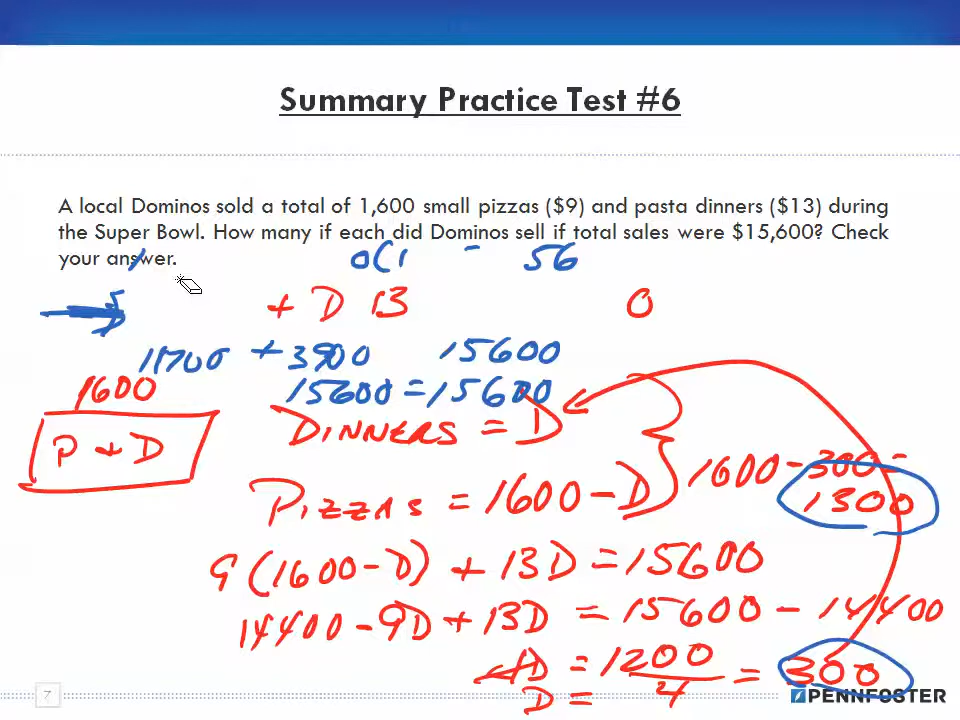 Summary Practice Test #6
A local Dominos sold a total of 1,600 small pizzas ($9) and pasta dinners ($13) during
the Super Bowl. How many if each did Dominos sell if total sales were $15,600? Check
your answer.
= 56
+ D 13 0
11700 + 3900 15600
1600 15600 = 15600
DINNERS = D
P + D
PIZZAS = 1600 - D 1600 - 300 =
1300
9 (1600 - D) + 13D = 15600
14400 - 9D + 13D = 15600 - 14400
= 1200 = 300
D = 4
7 PENNFOSTER